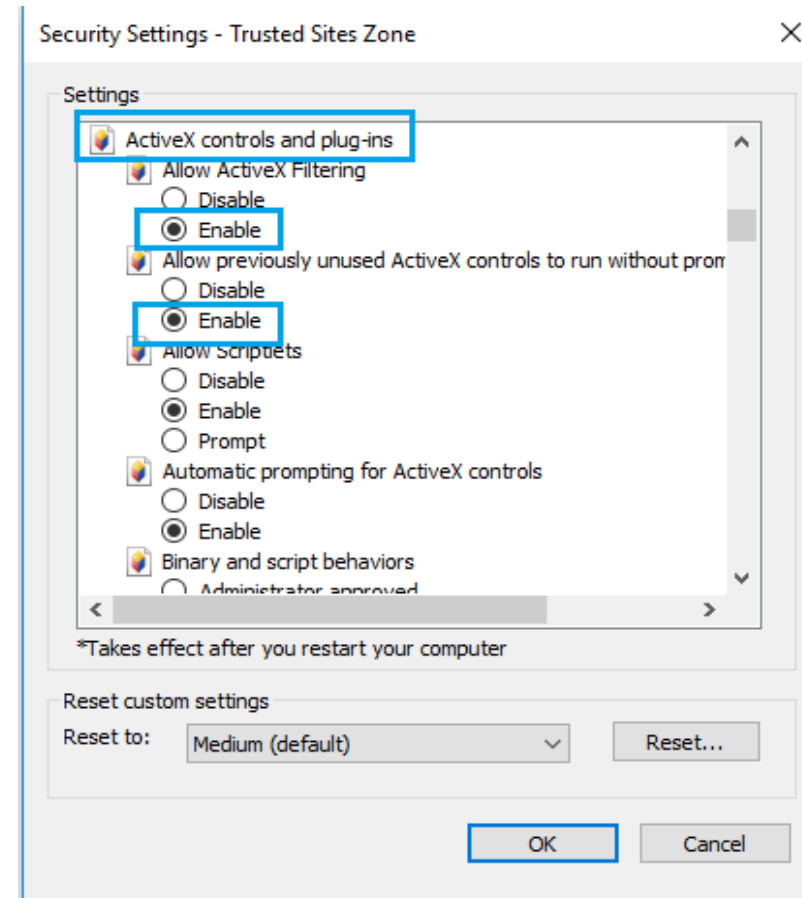 Security Settings - Trusted Sites Zone
Settings
ActiveX controls and plug-ins
Allow ActiveX Filtering
Disable
Enable
Allow previously unused ActiveX controls to run without prom
Disable
Enable
Allow Scriptlets
Disable
Enable
Prompt
Automatic prompting for ActiveX controls
Disable
Enable
Binary and script behaviors
Administrator approved
*Takes effect after you restart your computer
Reset custom settings
Reset to: Medium (default) Reset...
OK Cancel